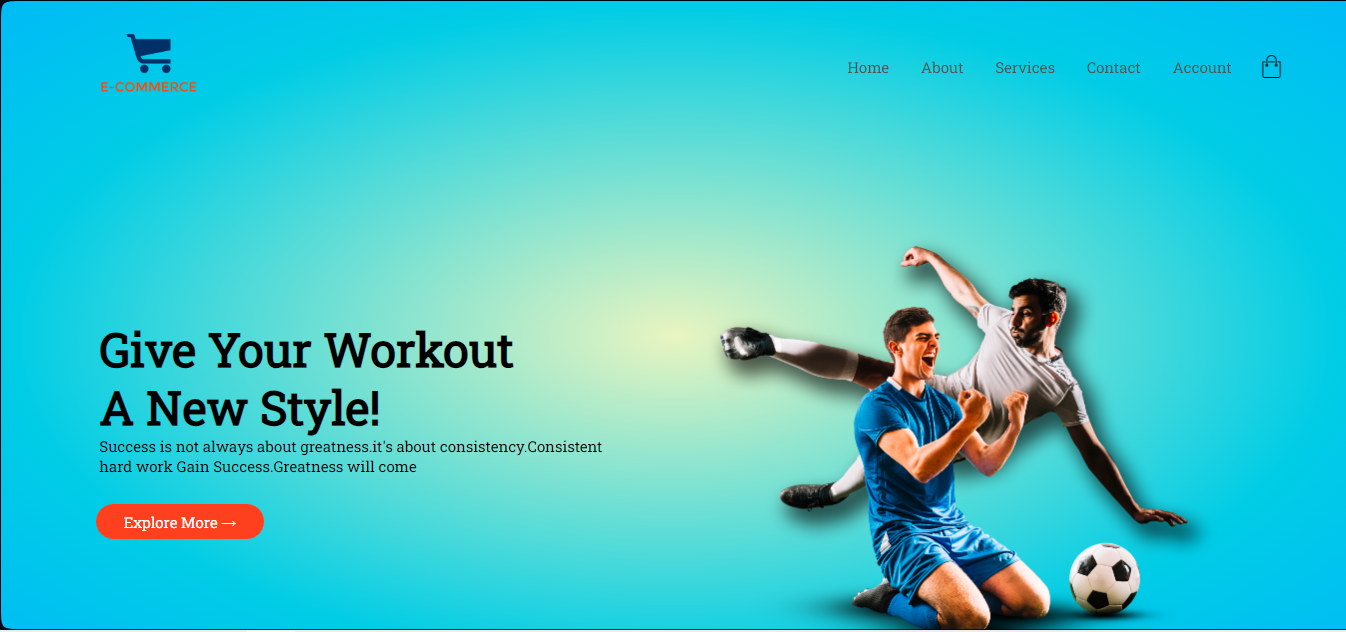 E-COMMERCE
Home About Services Contact Account
Give Your Workout
A New Style!
Success is not always about greatness.it's about consistency.Consistent
hard work Gain Success.Greatness will come
Explore More →